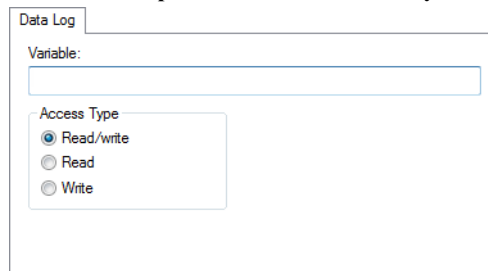 Data Log
Variable:
Access Type
Read/write
Read
Write